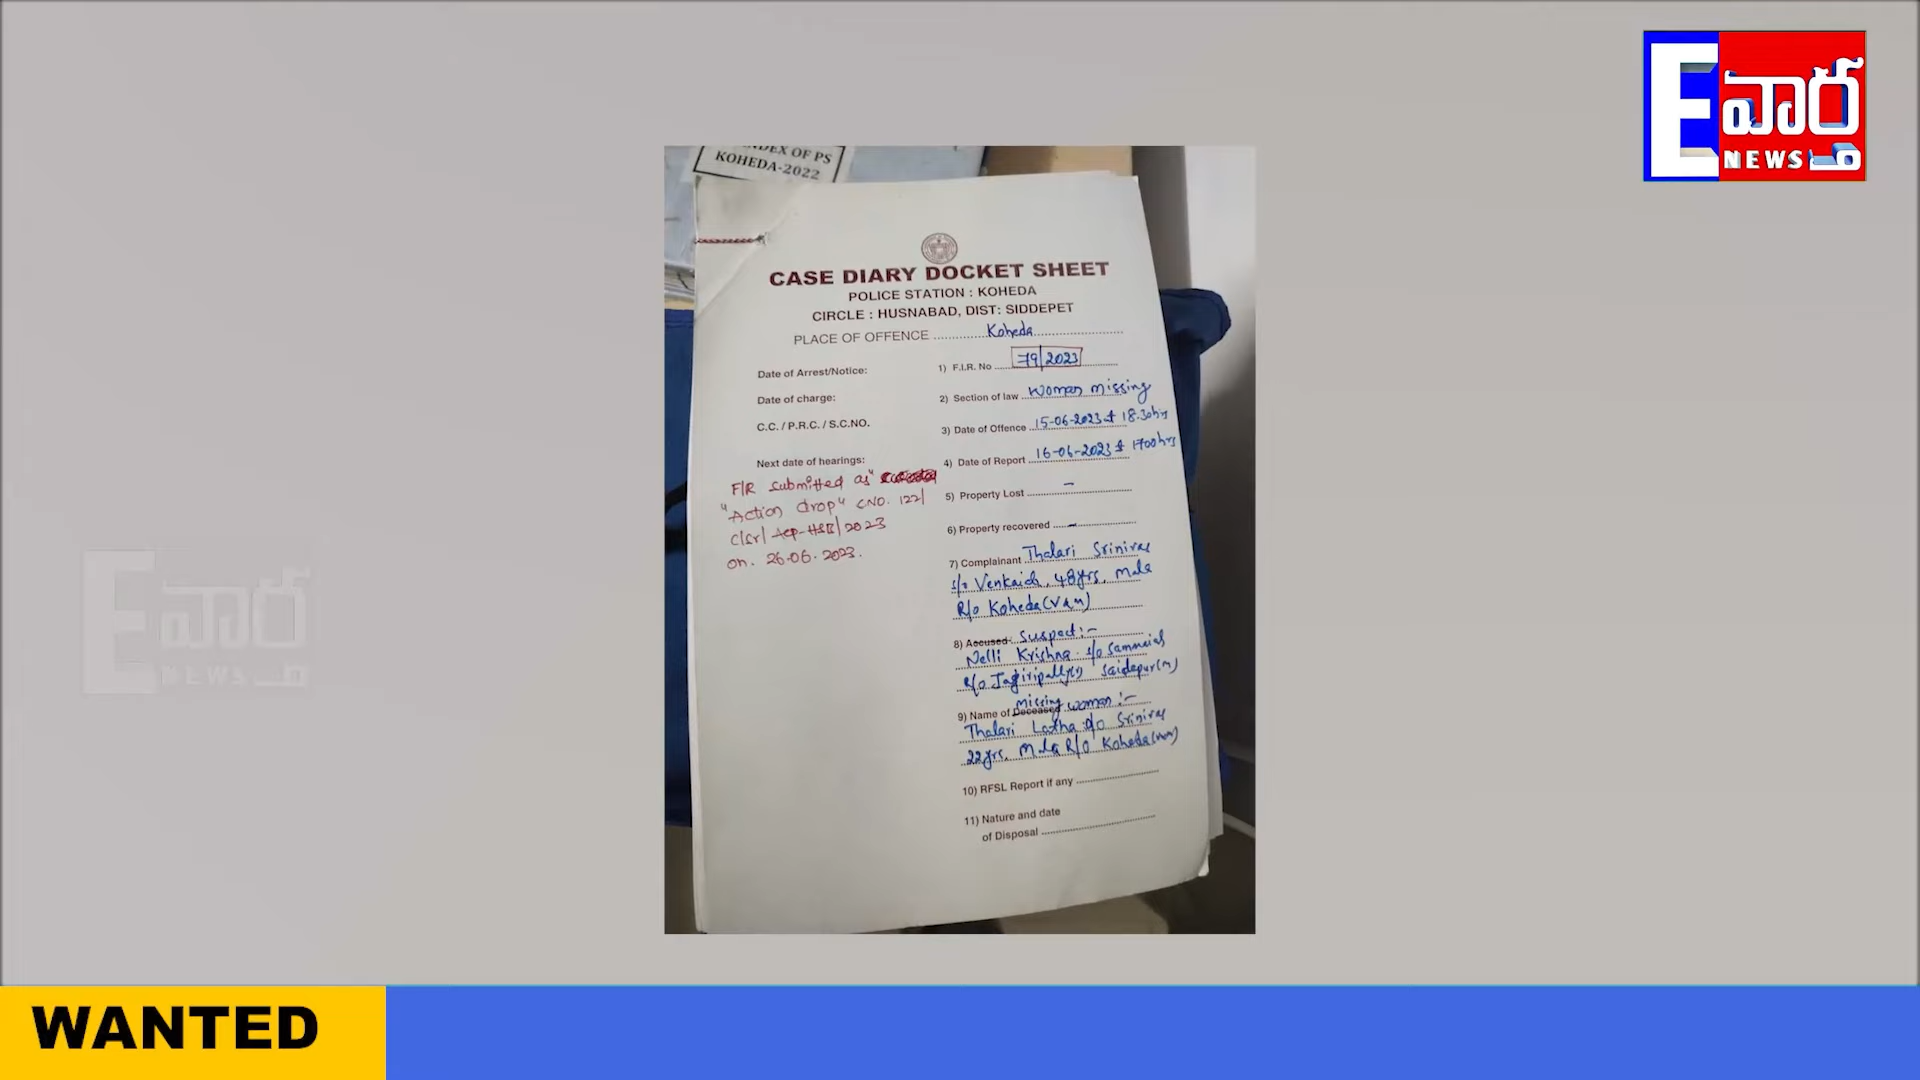 E వార్త
NEWS
INDEX OF PS
KOHEDA-2022
CASE DIARY DOCKET SHEET
POLICE STATION : KOHEDA
CIRCLE : HUSNABAD, DIST: SIDDEPET
PLACE OF OFFENCE Koheda
Date of Arrest/Notice:
Date of charge:
C.C. / P.R.C. / S.C.NO.
Next date of hearings:
F/R submitted as "
"Action drop" C.NO. 122/
C/Sr/ ACP-HSB/2023
on. 26.06.2023.
1) F.I.R. No 79/2023
2) Section of law Woman missing
3) Date of Offence 15-06-2023 18.30hrs
4) Date of Report 16-06-2023 1700hrs
5) Property Lost -
6) Property recovered -
7) Complainant Thalari Srinivas
s/o Venkaiah, 48yrs, Male
R/o Koheda(V&M)
8) Accused: Suspect:-
Nelli Krishna s/o Sammaiah
R/o Jagiripally(v) Saidapur(m)
missing
9) Name of Deceased woman:-
Thalari Latha d/o Srinivas
22yrs, Male R/o Koheda(V&M)
10) RFSL Report if any
11) Nature and date
of Disposal
E వార్త
NEWS
WANTED